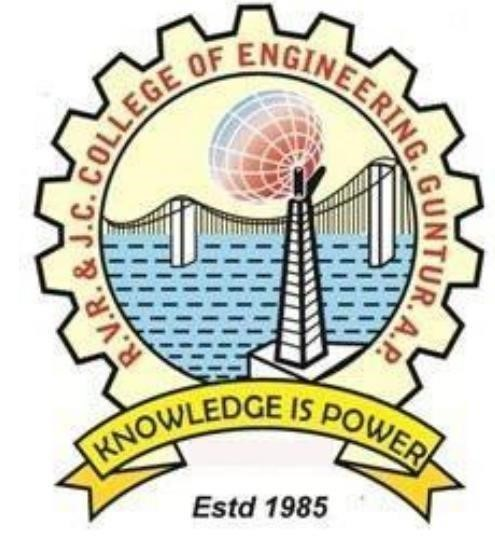 R.V.R. & J.C. COLLEGE OF ENGINEERING. GUNTUR. A.P.
KNOWLEDGE IS POWER
Estd 1985